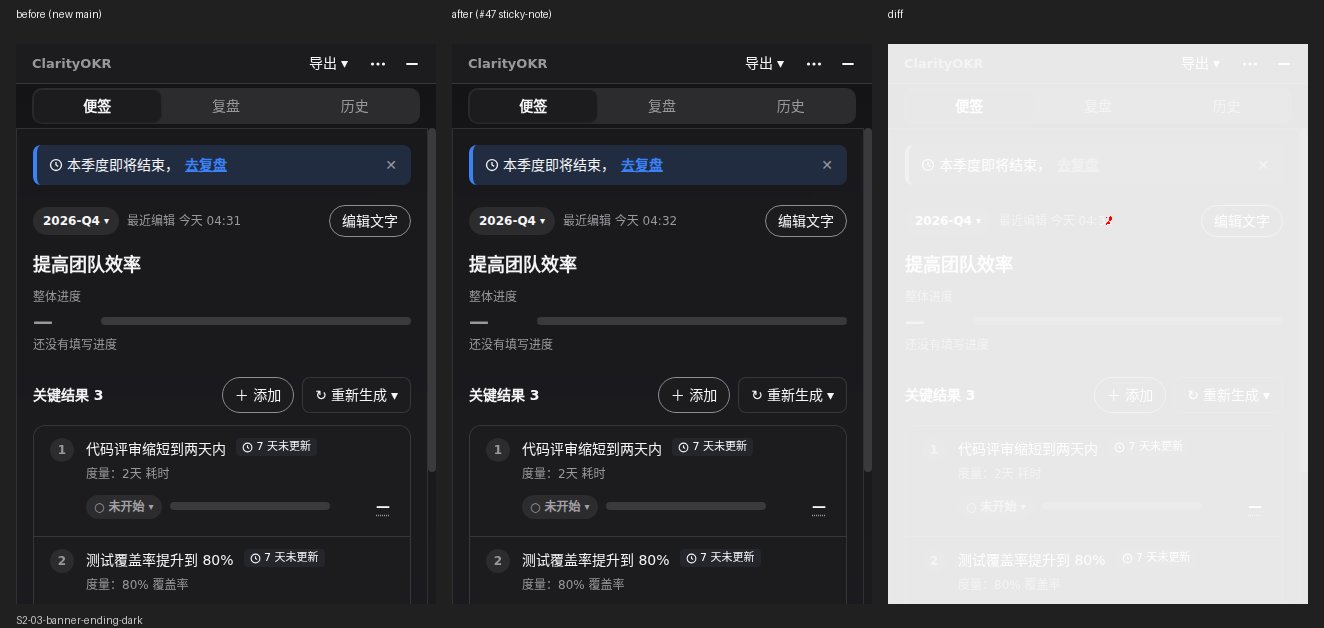 before (new main)
after (#47 sticky-note)
diff
ClarityOKR 导出 ▾ ··· —
便签 复盘 历史
本季度即将结束， 去复盘 ×
2026-Q4 ▾ 最近编辑 今天 04:31 编辑文字
提高团队效率
整体进度
—
还没有填写进度
关键结果 3 + 添加 ↻ 重新生成 ▾
1 代码评审缩短到两天内 7 天未更新
度量：2天 耗时
○ 未开始 ▾ —
2 测试覆盖率提升到 80% 7 天未更新
度量：80% 覆盖率
ClarityOKR 导出 ▾ ··· —
便签 复盘 历史
本季度即将结束， 去复盘 ×
2026-Q4 ▾ 最近编辑 今天 04:32 编辑文字
提高团队效率
整体进度
—
还没有填写进度
关键结果 3 + 添加 ↻ 重新生成 ▾
1 代码评审缩短到两天内 7 天未更新
度量：2天 耗时
○ 未开始 ▾ —
2 测试覆盖率提升到 80% 7 天未更新
度量：80% 覆盖率
ClarityOKR 导出 ▾ ··· —
便签 复盘 历史
本季度即将结束， 去复盘 ×
2026-Q4 ▾ 最近编辑 今天 04:3 编辑文字
提高团队效率
整体进度
—
还没有填写进度
关键结果 3 + 添加 ↻ 重新生成 ▾
1 代码评审缩短到两天内 7 天未更新
度量：2天 耗时
○ 未开始 ▾ —
2 测试覆盖率提升到 80% 7 天未更新
度量：80% 覆盖率
S2-03-banner-ending-dark